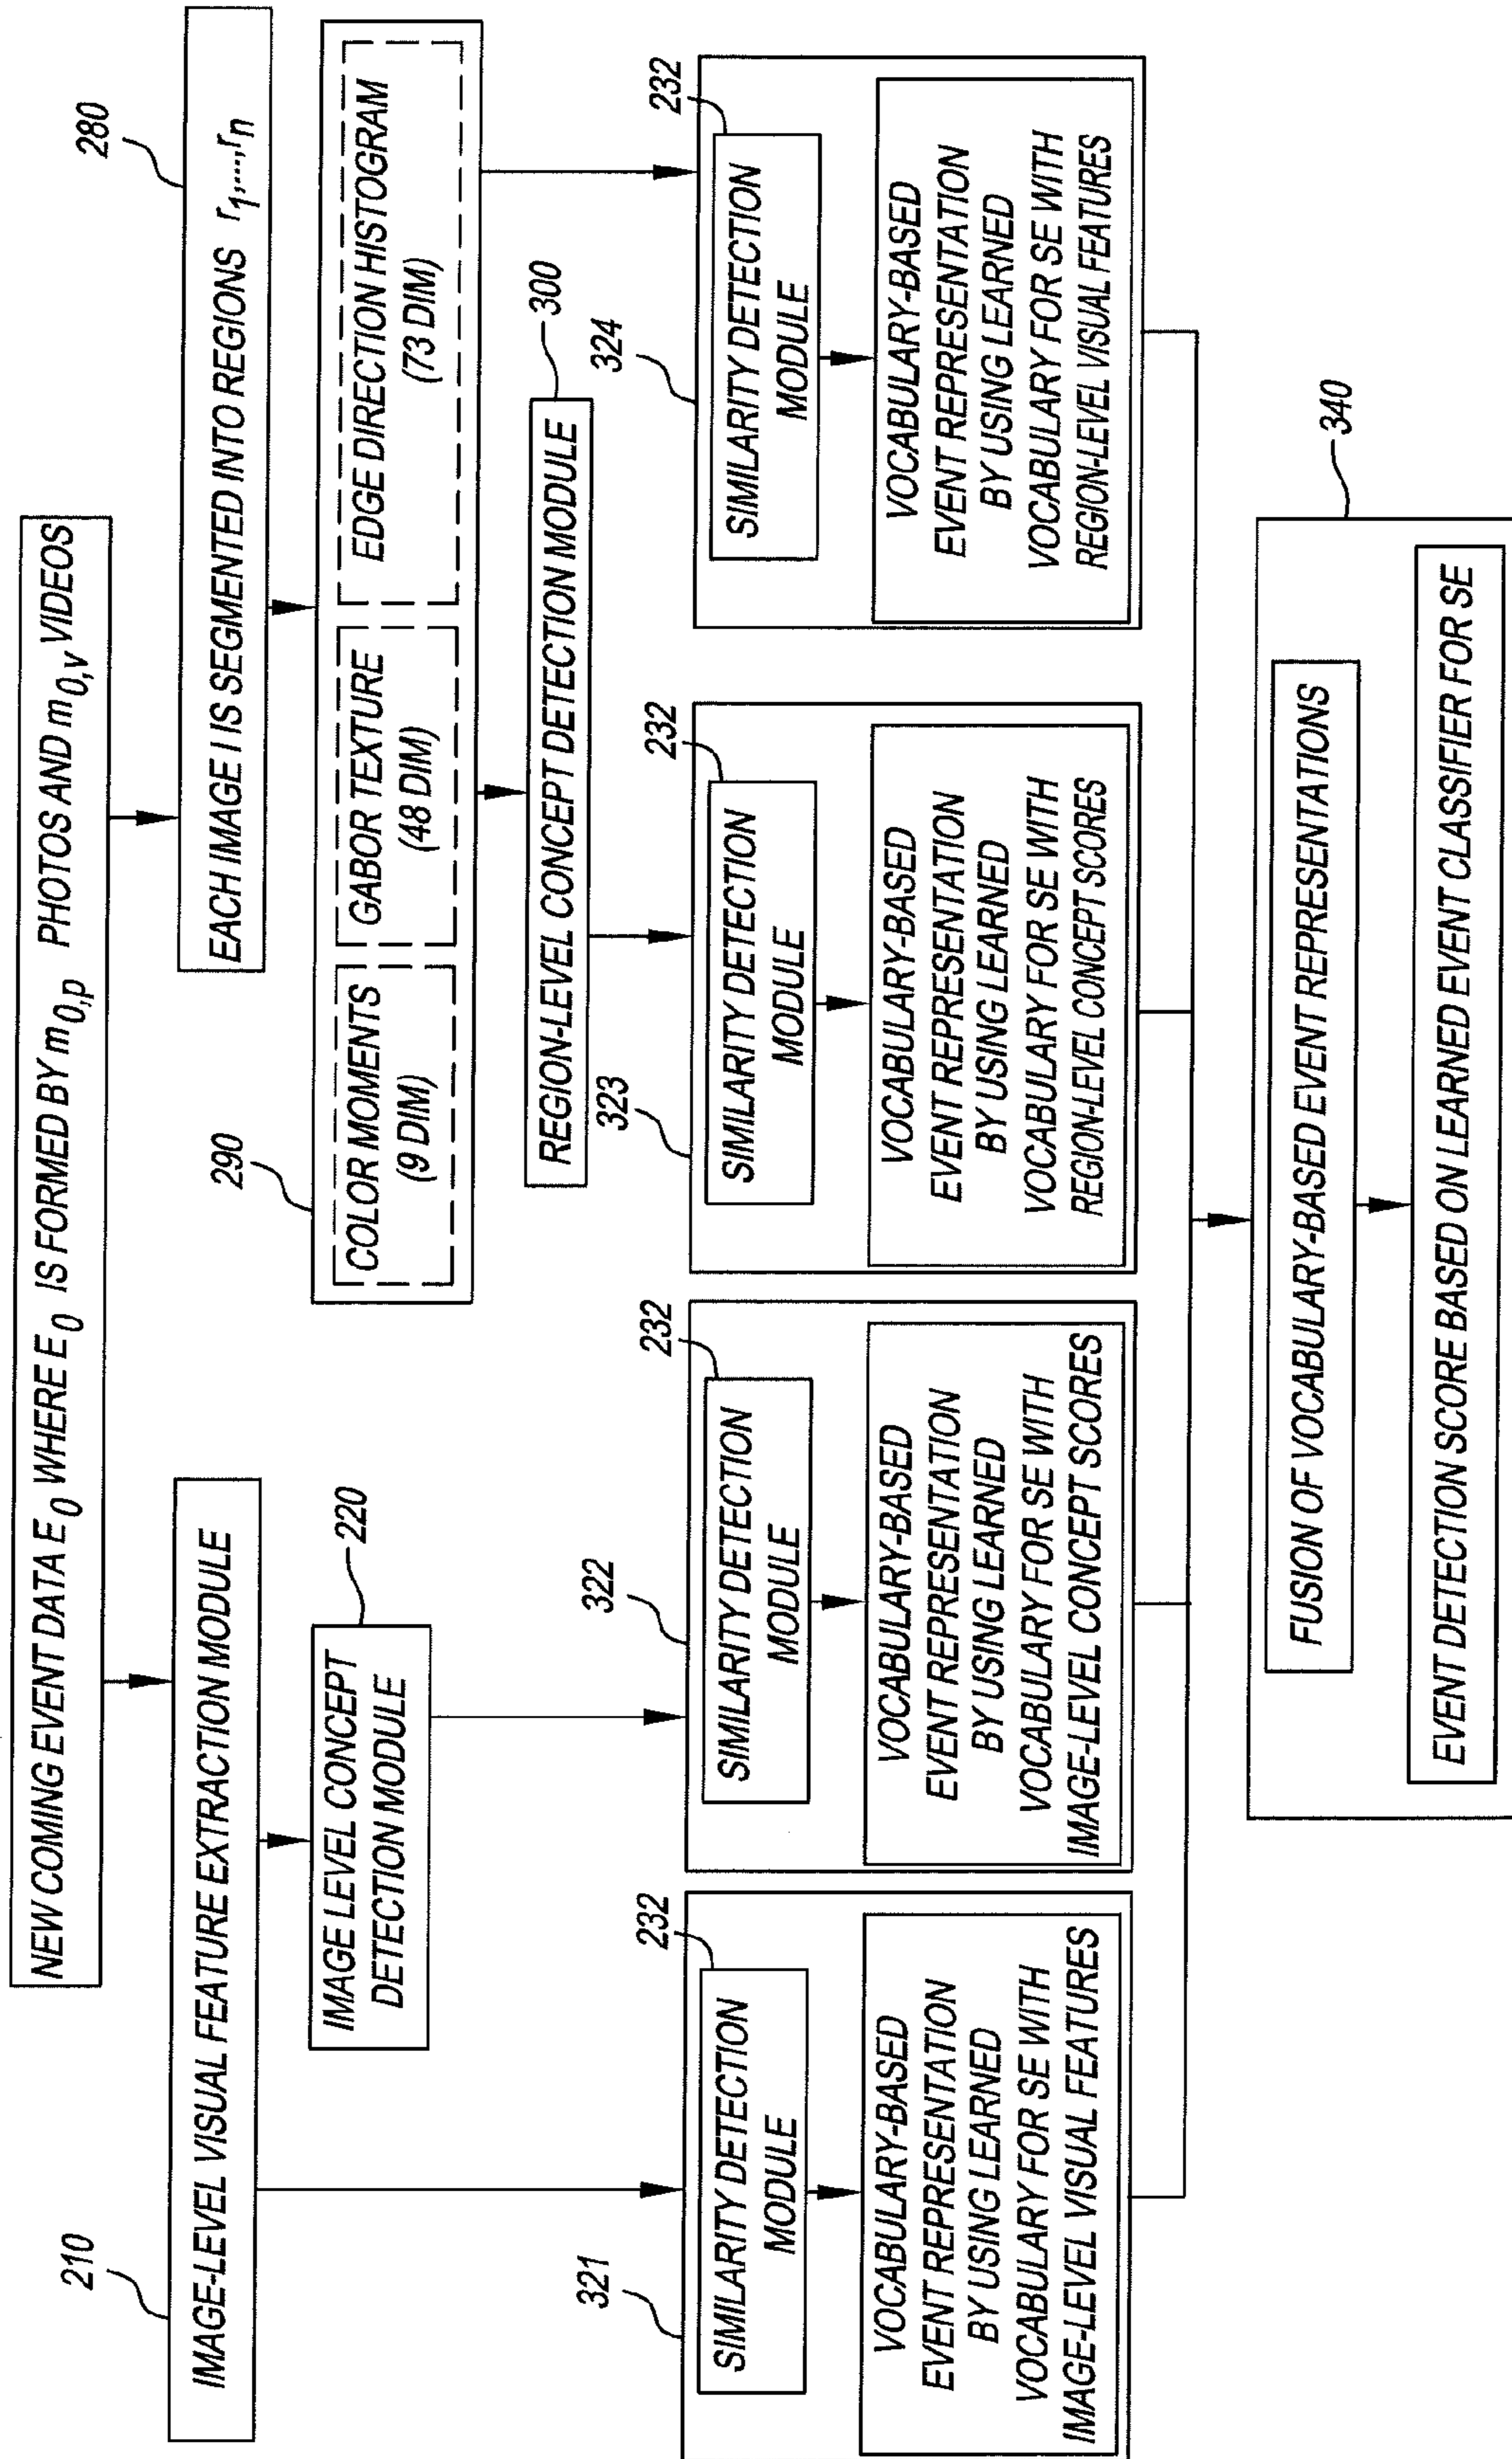 NEW COMING EVENT DATA E0 WHERE E0 IS FORMED BY m0,p PHOTOS AND m0,v VIDEOS
210
IMAGE-LEVEL VISUAL FEATURE EXTRACTION MODULE
280
EACH IMAGE I IS SEGMENTED INTO REGIONS r1,...,rn
220
IMAGE LEVEL CONCEPT
DETECTION MODULE
290
COLOR MOMENTS
(9 DIM)
GABOR TEXTURE
(48 DIM)
EDGE DIRECTION HISTOGRAM
(73 DIM)
REGION-LEVEL CONCEPT DETECTION MODULE
300
321
232
SIMILARITY DETECTION
MODULE
VOCABULARY-BASED
EVENT REPRESENTATION
BY USING LEARNED
VOCABULARY FOR SE WITH
IMAGE-LEVEL VISUAL FEATURES
322
232
SIMILARITY DETECTION
MODULE
VOCABULARY-BASED
EVENT REPRESENTATION
BY USING LEARNED
VOCABULARY FOR SE WITH
IMAGE-LEVEL CONCEPT SCORES
323
232
SIMILARITY DETECTION
MODULE
VOCABULARY-BASED
EVENT REPRESENTATION
BY USING LEARNED
VOCABULARY FOR SE WITH
REGION-LEVEL CONCEPT SCORES
324
232
SIMILARITY DETECTION
MODULE
VOCABULARY-BASED
EVENT REPRESENTATION
BY USING LEARNED
VOCABULARY FOR SE WITH
REGION-LEVEL VISUAL FEATURES
340
FUSION OF VOCABULARY-BASED EVENT REPRESENTATIONS
EVENT DETECTION SCORE BASED ON LEARNED EVENT CLASSIFIER FOR SE